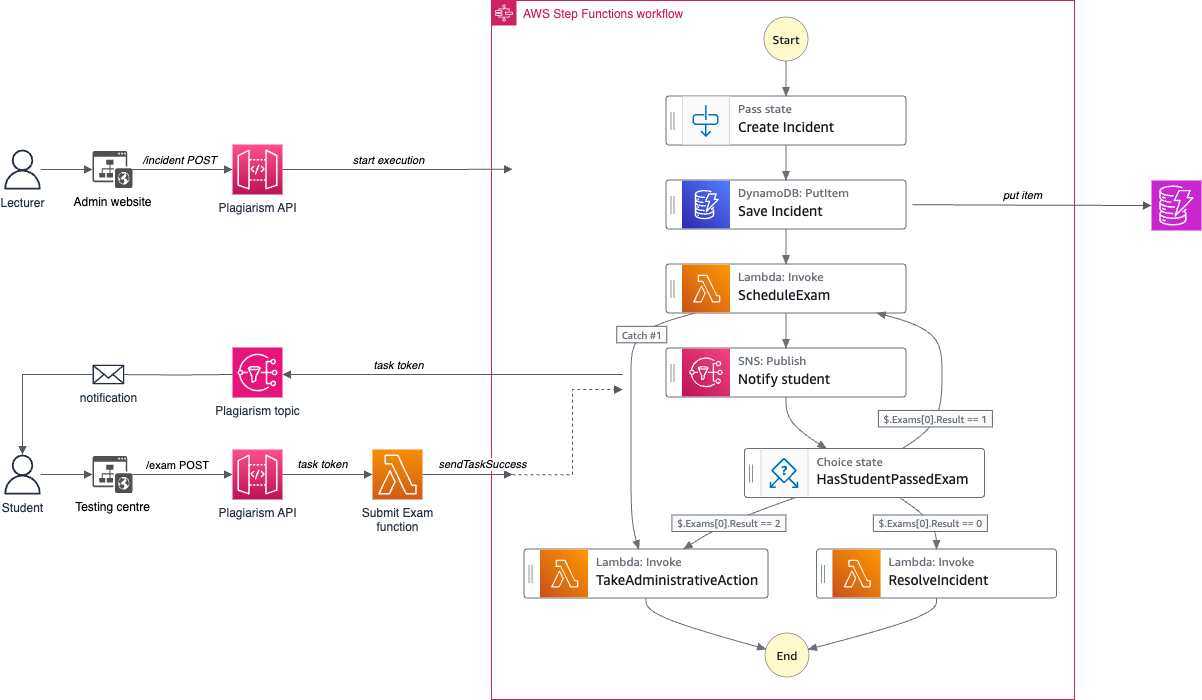 AWS Step Functions workflow
Start
Pass state
Create Incident
/incident POST
start execution
Lecturer
Admin website
Plagiarism API
DynamoDB: PutItem
Save Incident
put item
Lambda: Invoke
ScheduleExam
Catch #1
SNS: Publish
Notify student
task token
notification
Plagiarism topic
$.Exams[0].Result == 1
Choice state
HasStudentPassedExam
/exam POST
task token
sendTaskSuccess
Student
Testing centre
Plagiarism API
Submit Exam
function
$.Exams[0].Result == 2
$.Exams[0].Result == 0
Lambda: Invoke
TakeAdministrativeAction
Lambda: Invoke
ResolveIncident
End